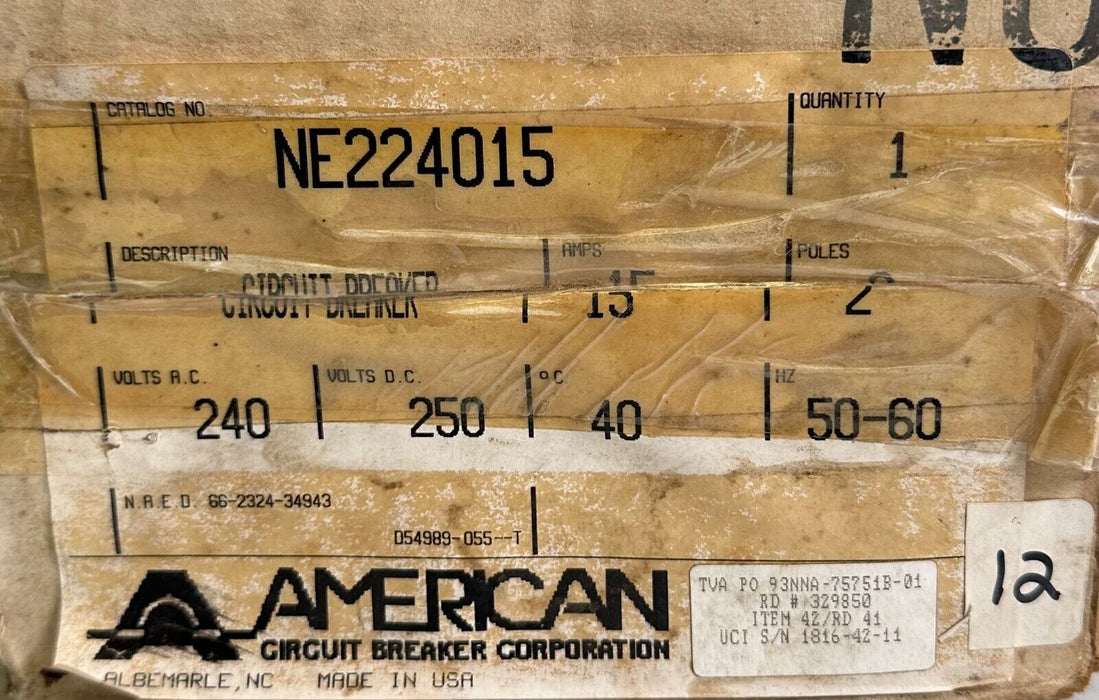 CATALOG NO.
NE224015
QUANTITY
1
DESCRIPTION
CIRCUIT BREAKER
AMPS
15
POLES
2
VOLTS A.C.
240
VOLTS D.C.
250
°C
40
HZ
50-60
N.A.E.D. 66-2324-34943
D54989-055--T
AMERICAN
CIRCUIT BREAKER CORPORATION
ALBEMARLE, NC MADE IN USA
TVA PO 93NNA-75751B-01
RD # 329850
ITEM 42/RD 41
UCI S/N 1816-42-11
12